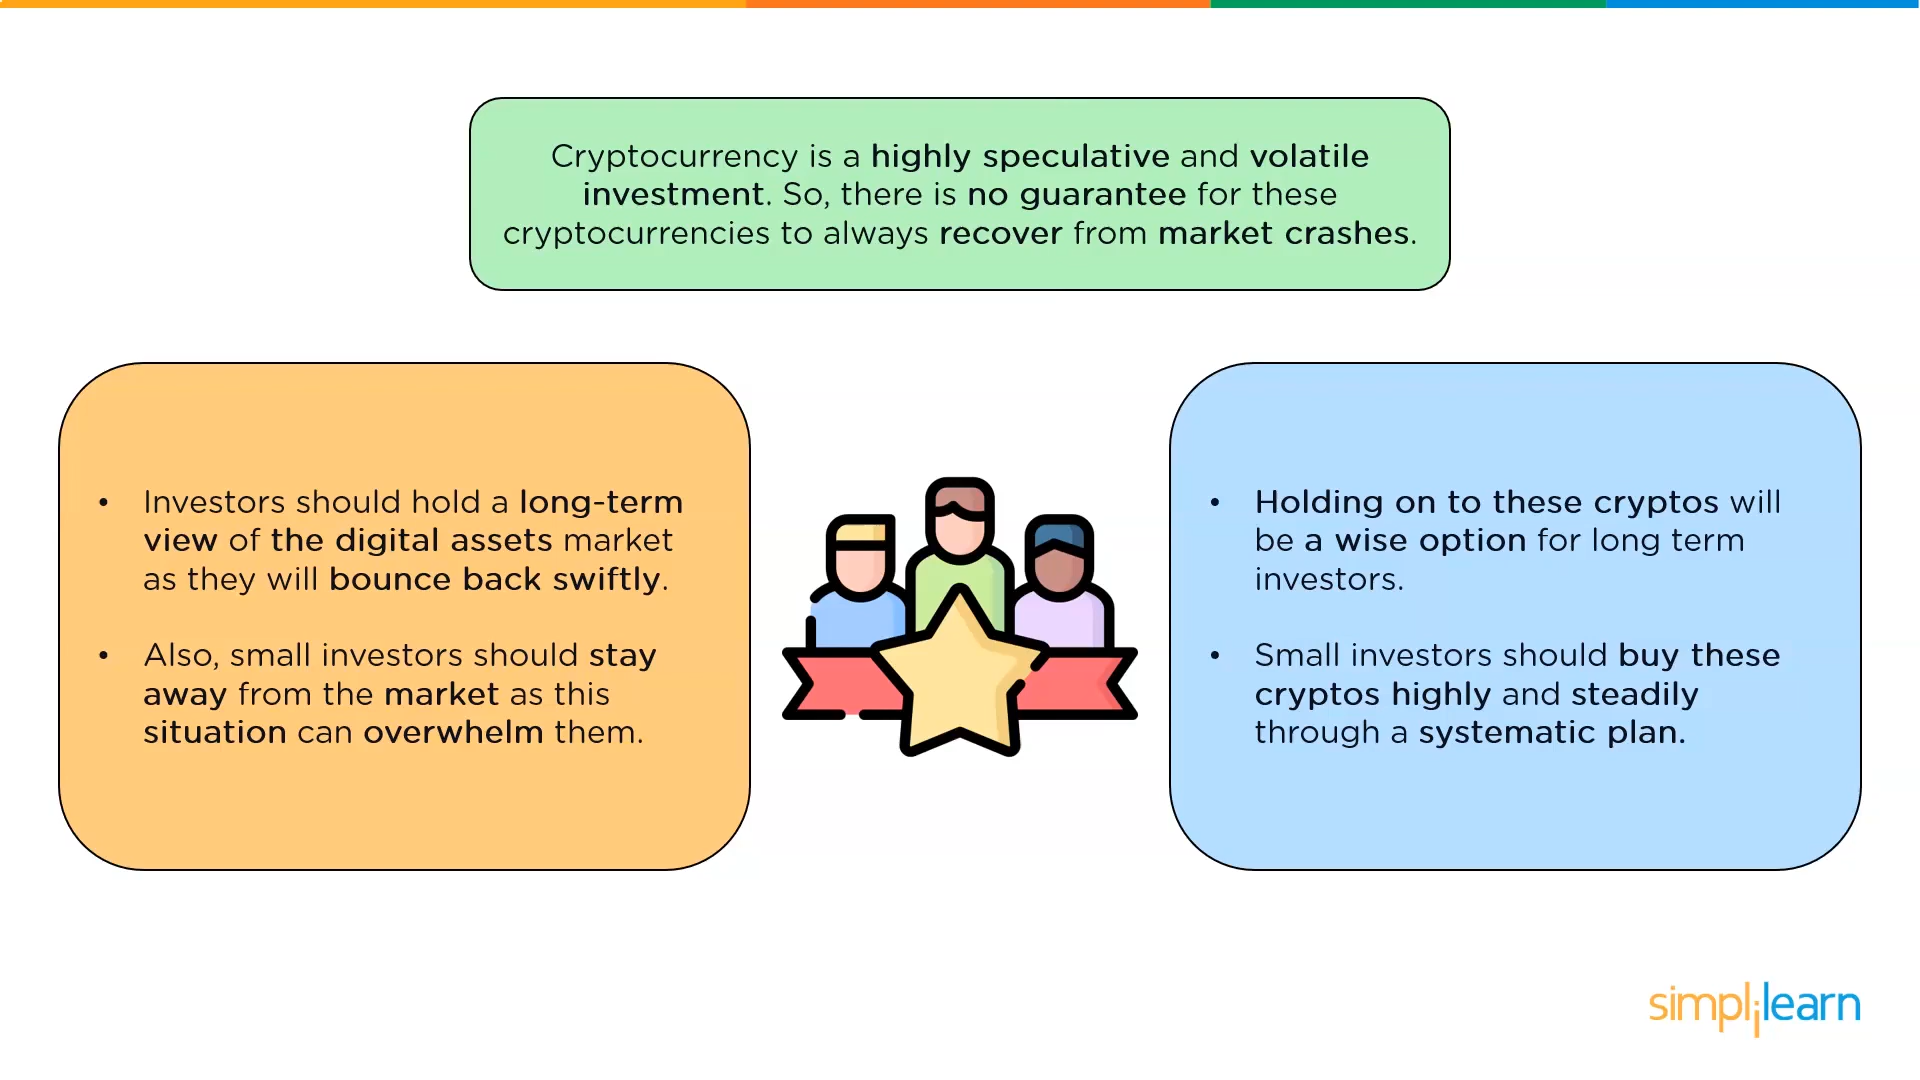 Cryptocurrency is a highly speculative and volatile
investment. So, there is no guarantee for these
cryptocurrencies to always recover from market crashes.
• Investors should hold a long-term
view of the digital assets market
as they will bounce back swiftly.
• Also, small investors should stay
away from the market as this
situation can overwhelm them.
• Holding on to these cryptos will
be a wise option for long term
investors.
• Small investors should buy these
cryptos highly and steadily
through a systematic plan.
simplilearn